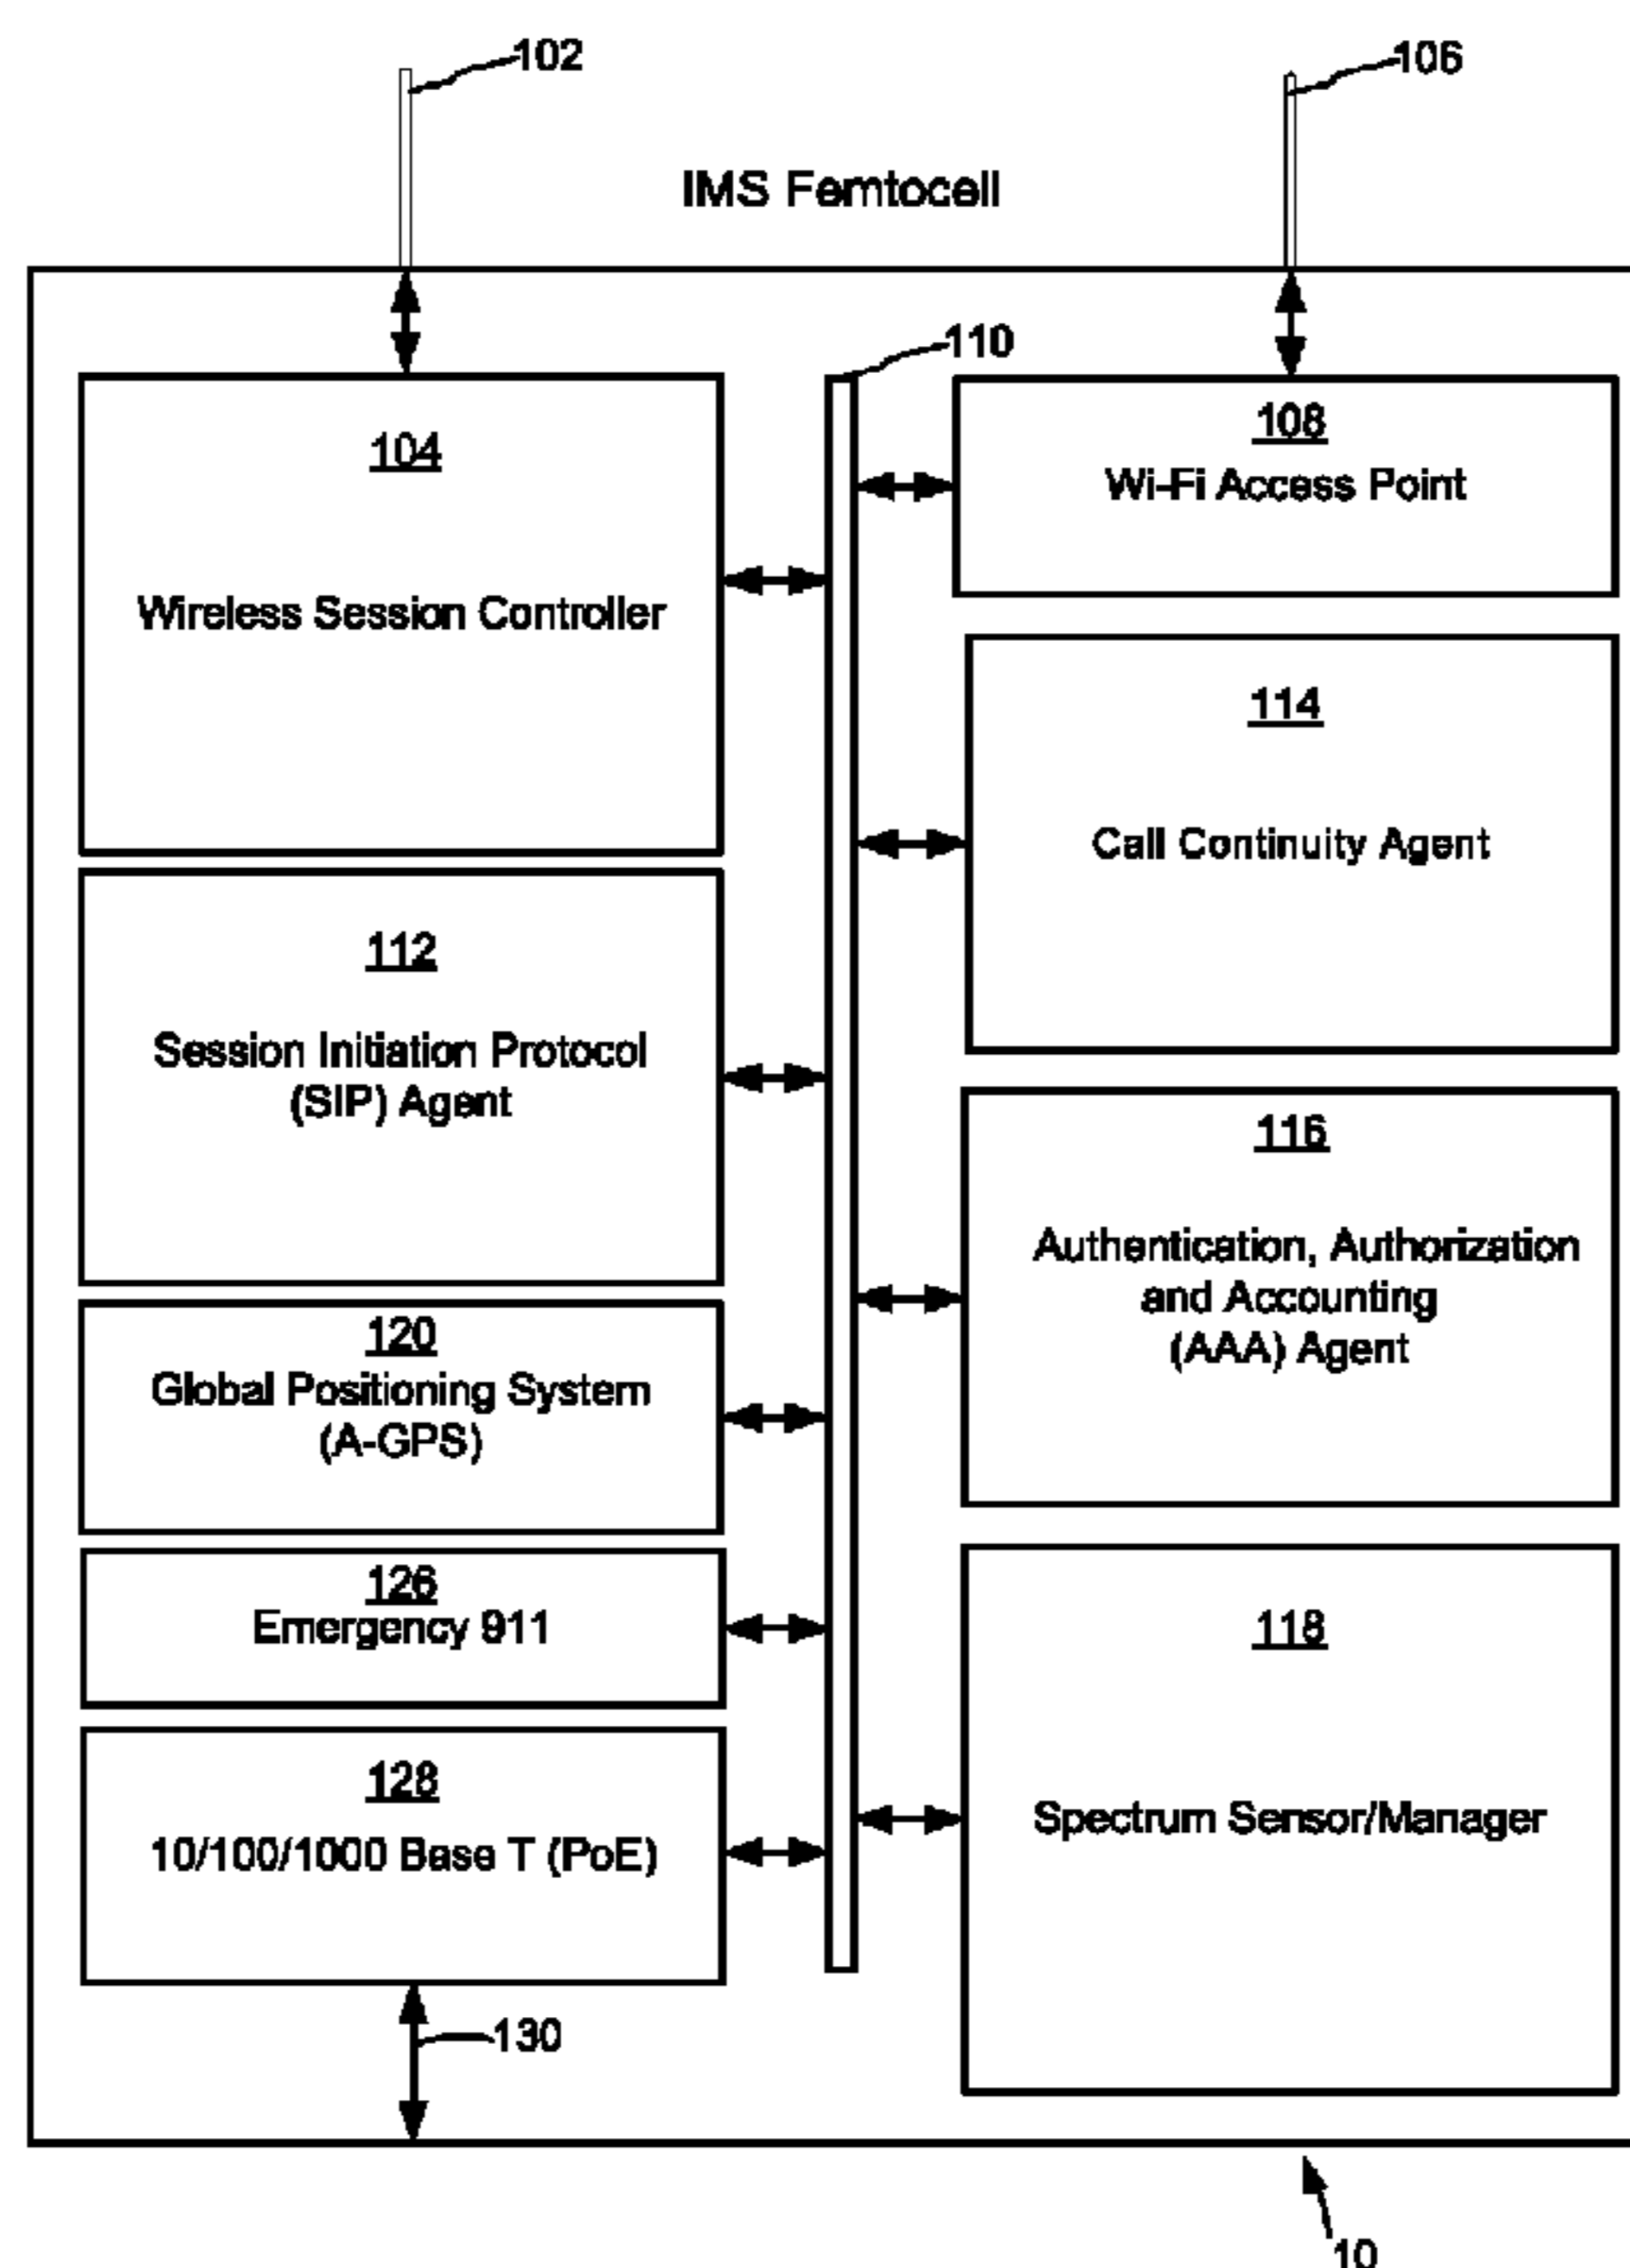 102
106
IMS Femtocell
110
104
Wireless Session Controller
108
Wi-Fi Access Point
114
Call Continuity Agent
112
Session Initiation Protocol
(SIP) Agent
116
Authentication, Authorization
and Accounting
(AAA) Agent
120
Global Positioning System
(A-GPS)
126
Emergency 911
118
Spectrum Sensor/Manager
128
10/100/1000 Base T (PoE)
130
10